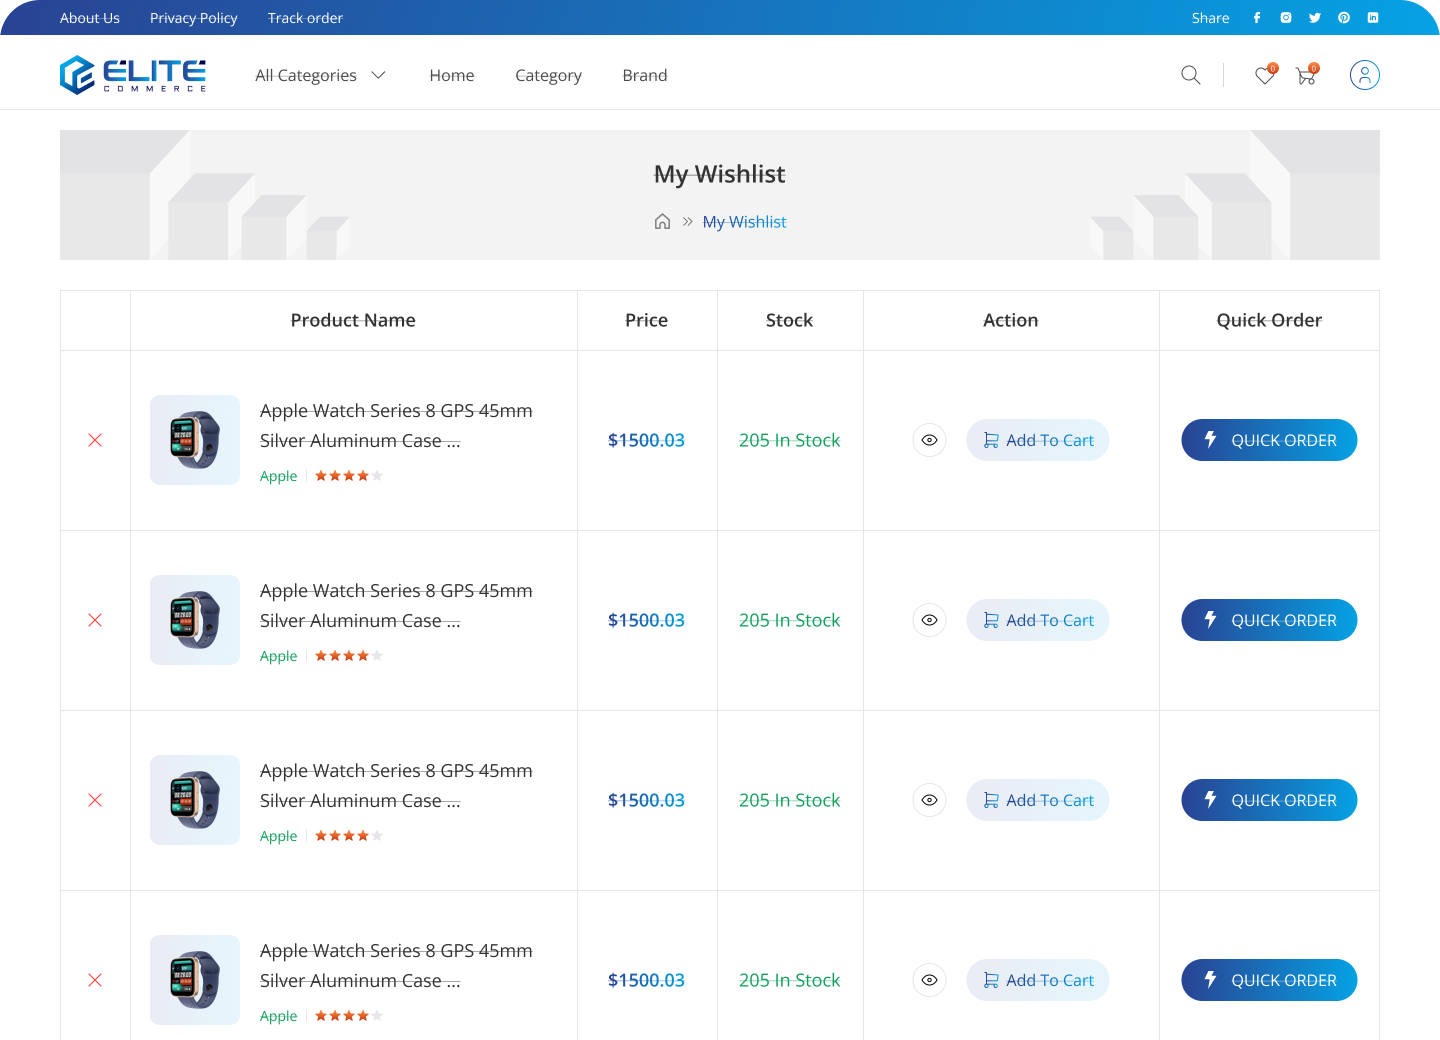 About Us Privacy Policy Track order Share
ELITE
COMMERCE
All Categories Home Category Brand
0 0
My Wishlist
My Wishlist
Product Name Price Stock Action Quick Order
Apple Watch Series 8 GPS 45mm
Silver Aluminum Case ...
Apple
$1500.03 205 In Stock Add To Cart QUICK ORDER
Apple Watch Series 8 GPS 45mm
Silver Aluminum Case ...
Apple
$1500.03 205 In Stock Add To Cart QUICK ORDER
Apple Watch Series 8 GPS 45mm
Silver Aluminum Case ...
Apple
$1500.03 205 In Stock Add To Cart QUICK ORDER
Apple Watch Series 8 GPS 45mm
Silver Aluminum Case ...
Apple
$1500.03 205 In Stock Add To Cart QUICK ORDER